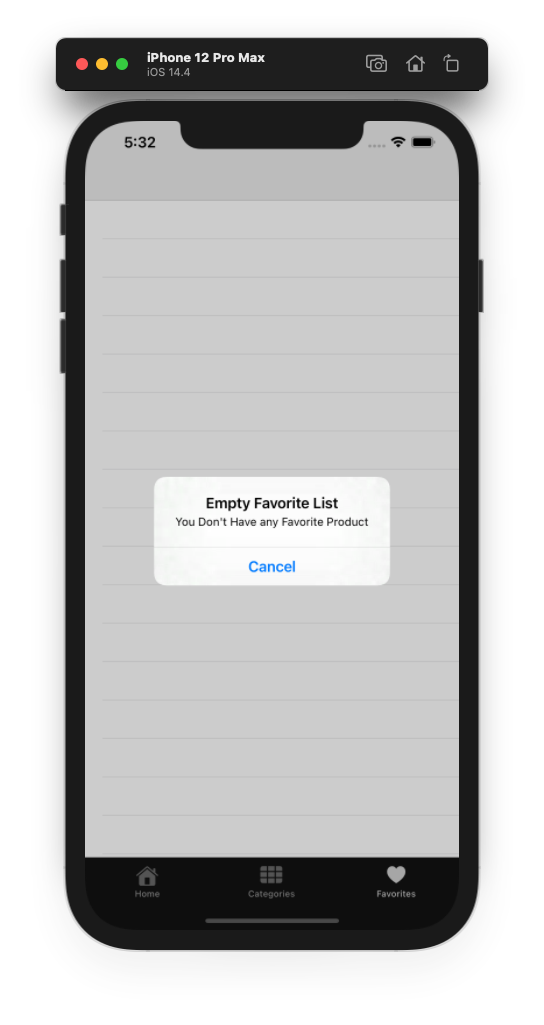 iPhone 12 Pro Max
iOS 14.4
5:32
Empty Favorite List
You Don't Have any Favorite Product
Cancel
Home
Categories
Favorites